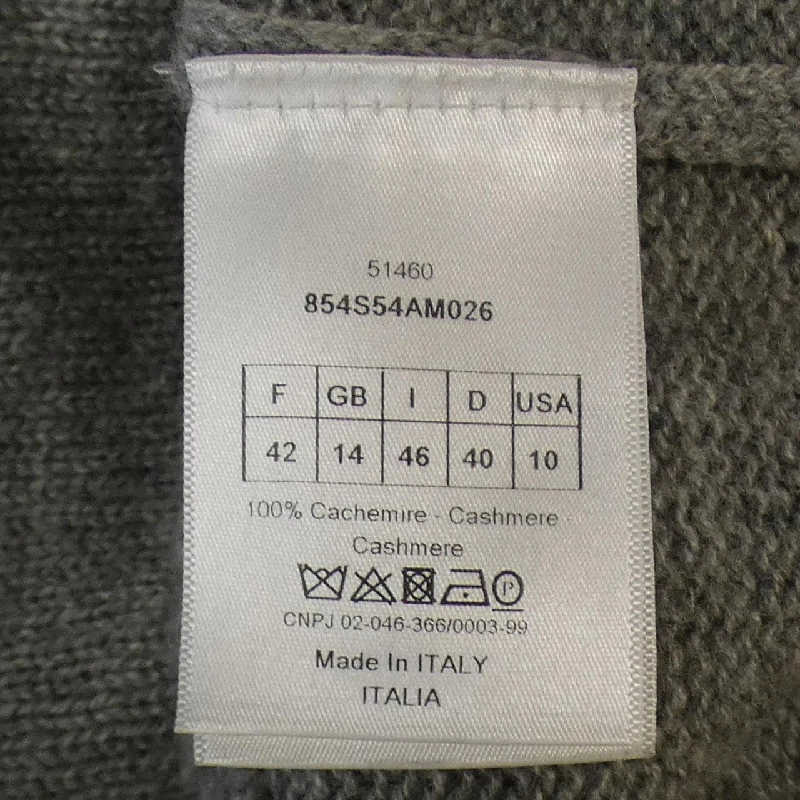 51460
854S54AM026
F GB I D USA
42 14 46 40 10
100% Cachemire - Cashmere -
Cashmere
P
CNPJ 02-046-366/0003-99
Made In ITALY
ITALIA